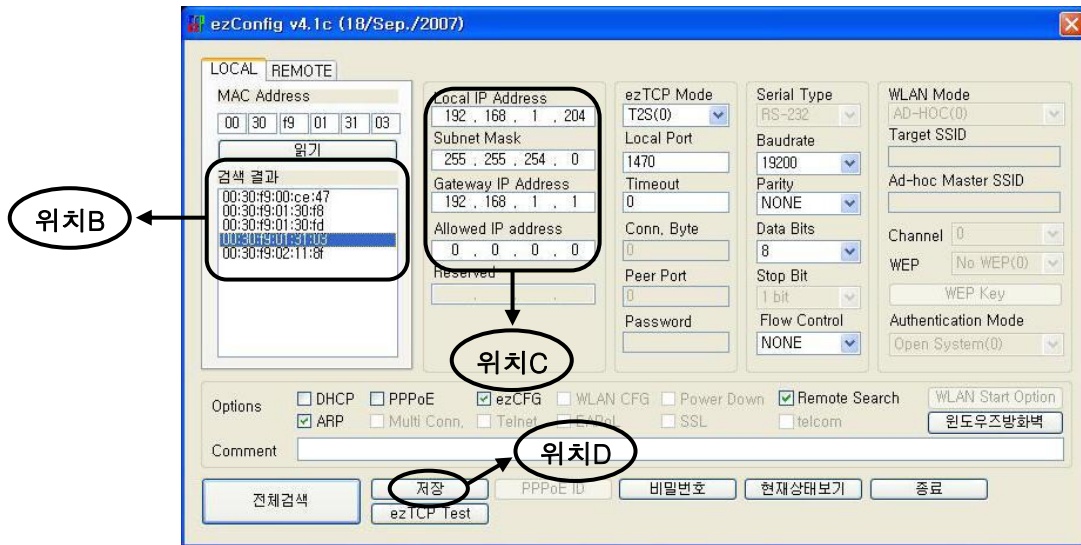 ezConfig v4.1c (18/Sep./2007)
LOCAL REMOTE
MAC Address
00 30 f9 01 31 03
읽기
검색 결과
00:30:f9:00:ce:47
00:30:f9:01:30:f8
00:30:f9:01:30:fd
00:30:f9:01:31:03
00:30:f9:02:11:8f
위치B
Local IP Address
192 . 168 . 1 . 204
Subnet Mask
255 . 255 . 254 . 0
Gateway IP Address
192 . 168 . 1 . 1
Allowed IP address
0 . 0 . 0 . 0
Reserved
. . .
위치C
ezTCP Mode
T2S(0)
Local Port
1470
Timeout
0
Conn, Byte
0
Peer Port
0
Password
Serial Type
RS-232
Baudrate
19200
Parity
NONE
Data Bits
8
Stop Bit
1 bit
Flow Control
NONE
WLAN Mode
AD-HOC(0)
Target SSID
Ad-hoc Master SSID
Channel 0
WEP No WEP(0)
WEP Key
Authentication Mode
Open System(0)
Options DHCP PPPoE ezCFG WLAN CFG Power Down Remote Search WLAN Start Option
ARP Multi Conn, Telnet EAPoL SSL telcom 윈도우즈방화벽
Comment
위치D
전체검색 저장 PPPoE ID 비밀번호 현재상태보기 종료
ezTCP Test